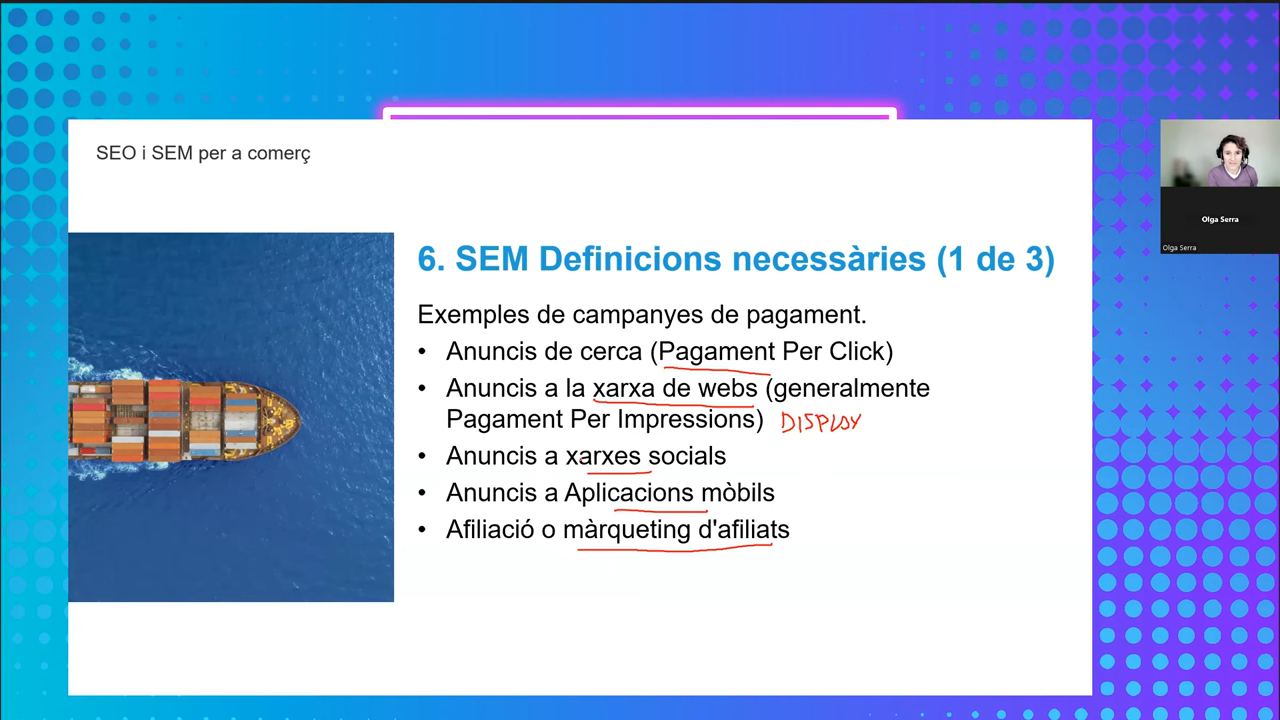 SEO i SEM per a comerç
6. SEM Definicions necessàries (1 de 3)
Exemples de campanyes de pagament.
• Anuncis de cerca (Pagament Per Click)
• Anuncis a la xarxa de webs (generalmente
Pagament Per Impressions) DISPLAY
• Anuncis a xarxes socials
• Anuncis a Aplicacions mòbils
• Afiliació o màrqueting d'afiliats
Olga Serra
Olga Serra